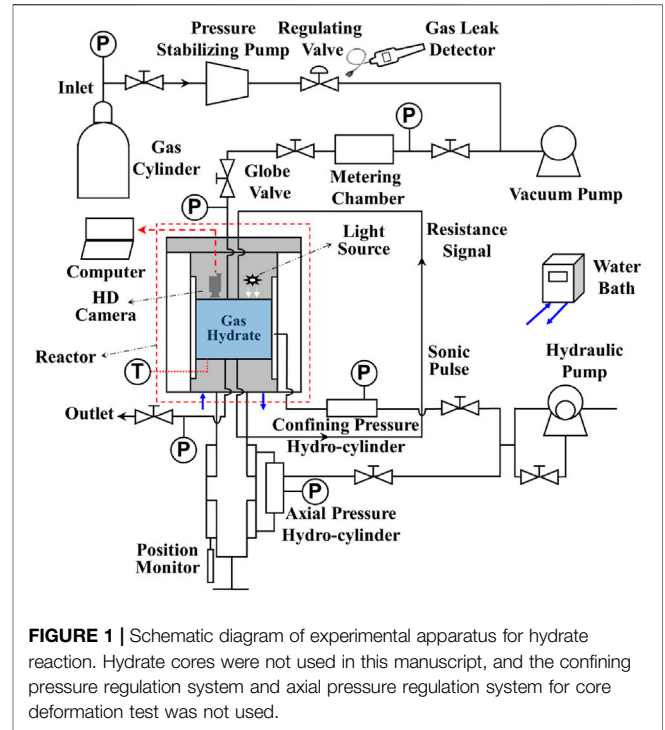 Pressure Regulating Gas Leak
Stabilizing Pump Valve Detector
P
Inlet
P
Gas
Cylinder
Globe
Valve
Metering
Chamber
Vacuum Pump
P
Light
Source
Resistance
Signal
Computer
HD
Camera
Water
Bath
Gas
Hydrate
Reactor
T
Sonic
Pulse
Hydraulic
Pump
P
Outlet
P
Confining Pressure
Hydro-cylinder
P
Axial Pressure
Hydro-cylinder
Position
Monitor
FIGURE 1 | Schematic diagram of experimental apparatus for hydrate
reaction. Hydrate cores were not used in this manuscript, and the confining
pressure regulation system and axial pressure regulation system for core
deformation test was not used.